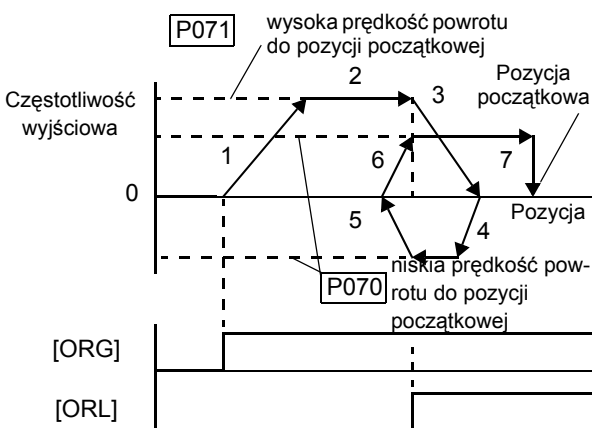 P071
wysoka prędkość powrotu
do pozycji początkowej
2
3
Pozycja
początkowa
Częstotliwość
wyjściowa
1
6
7
0
5
4
Pozycja
P070
niskia prędkość pow-
rotu do pozycji
początkowej
[ORG]
[ORL]